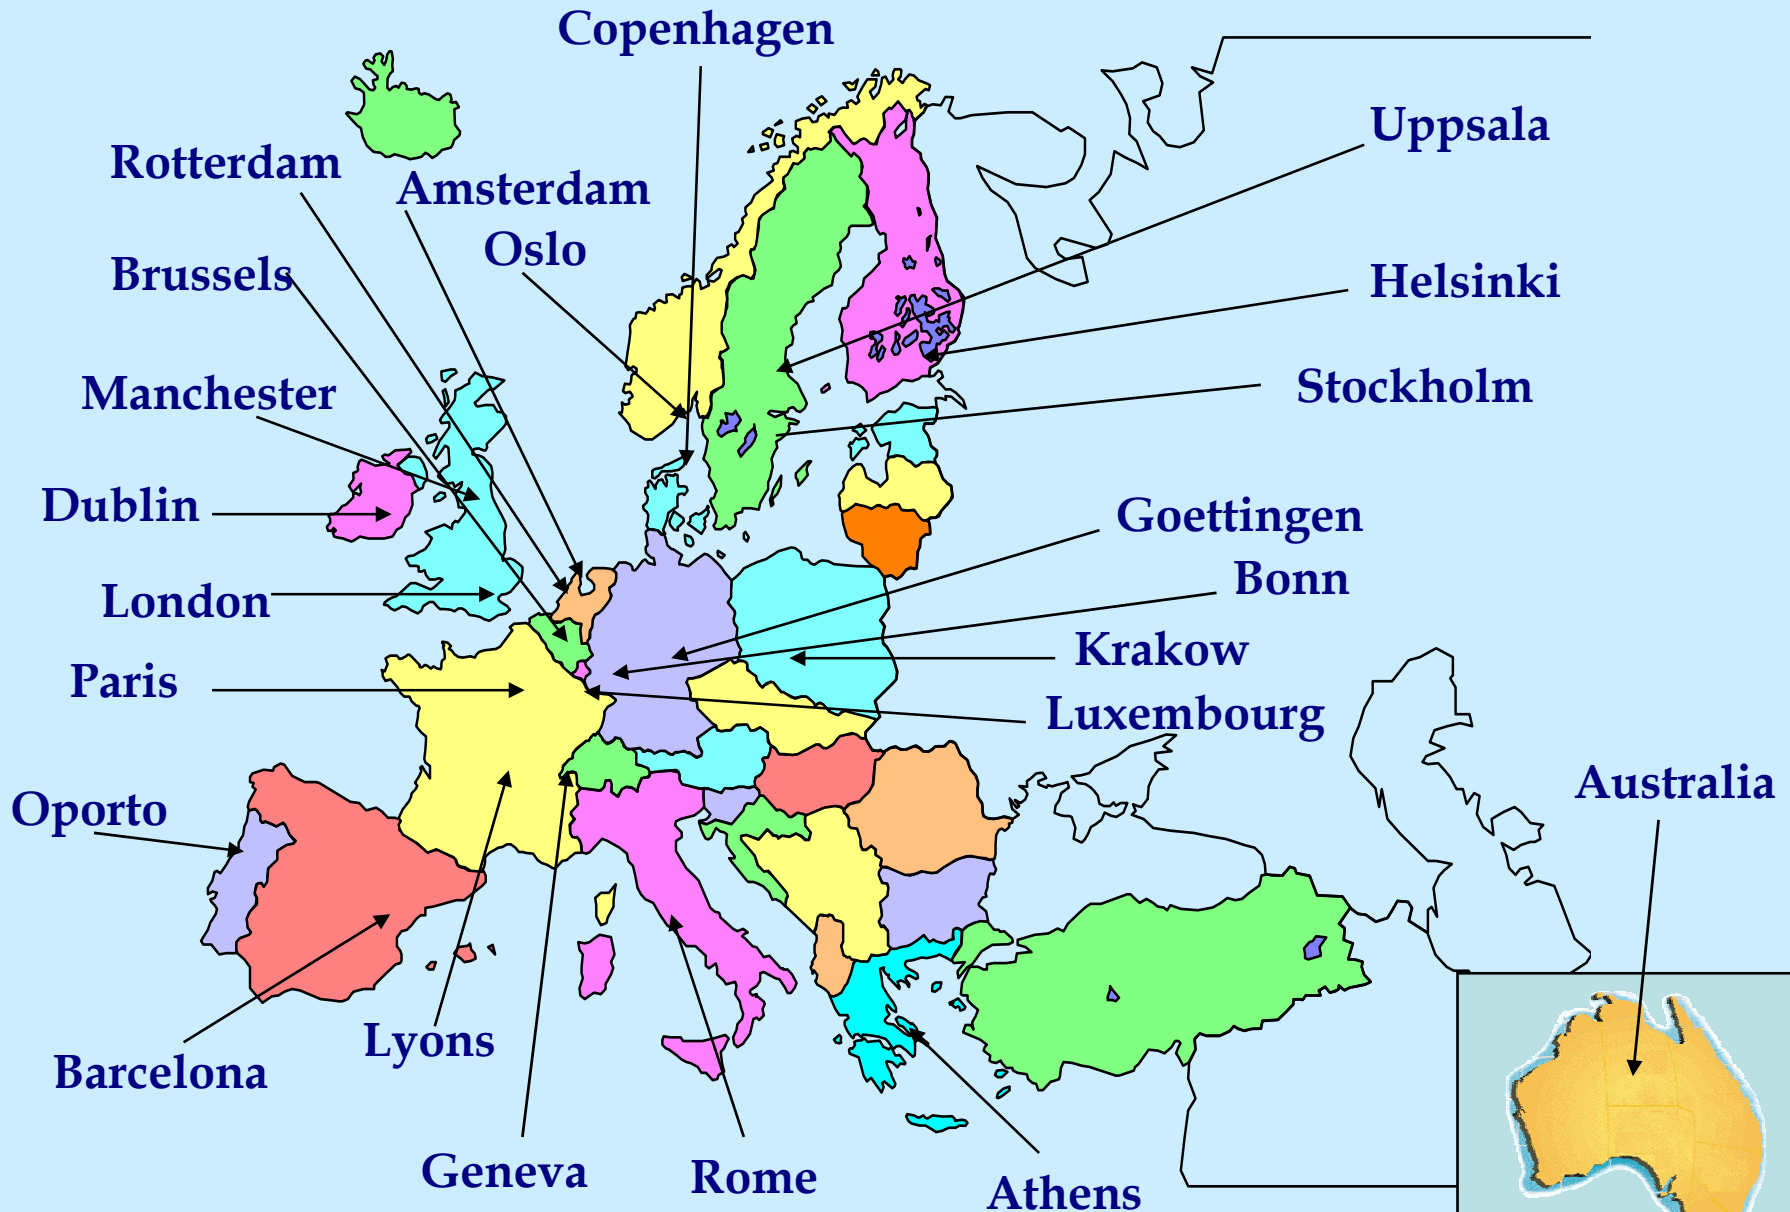 Copenhagen
Uppsala
Rotterdam
Amsterdam
Oslo
Brussels
Helsinki
Manchester
Stockholm
Dublin
Goettingen
Bonn
London
Krakow
Paris
Luxembourg
Oporto
Australia
Lyons
Barcelona
Geneva
Rome
Athens